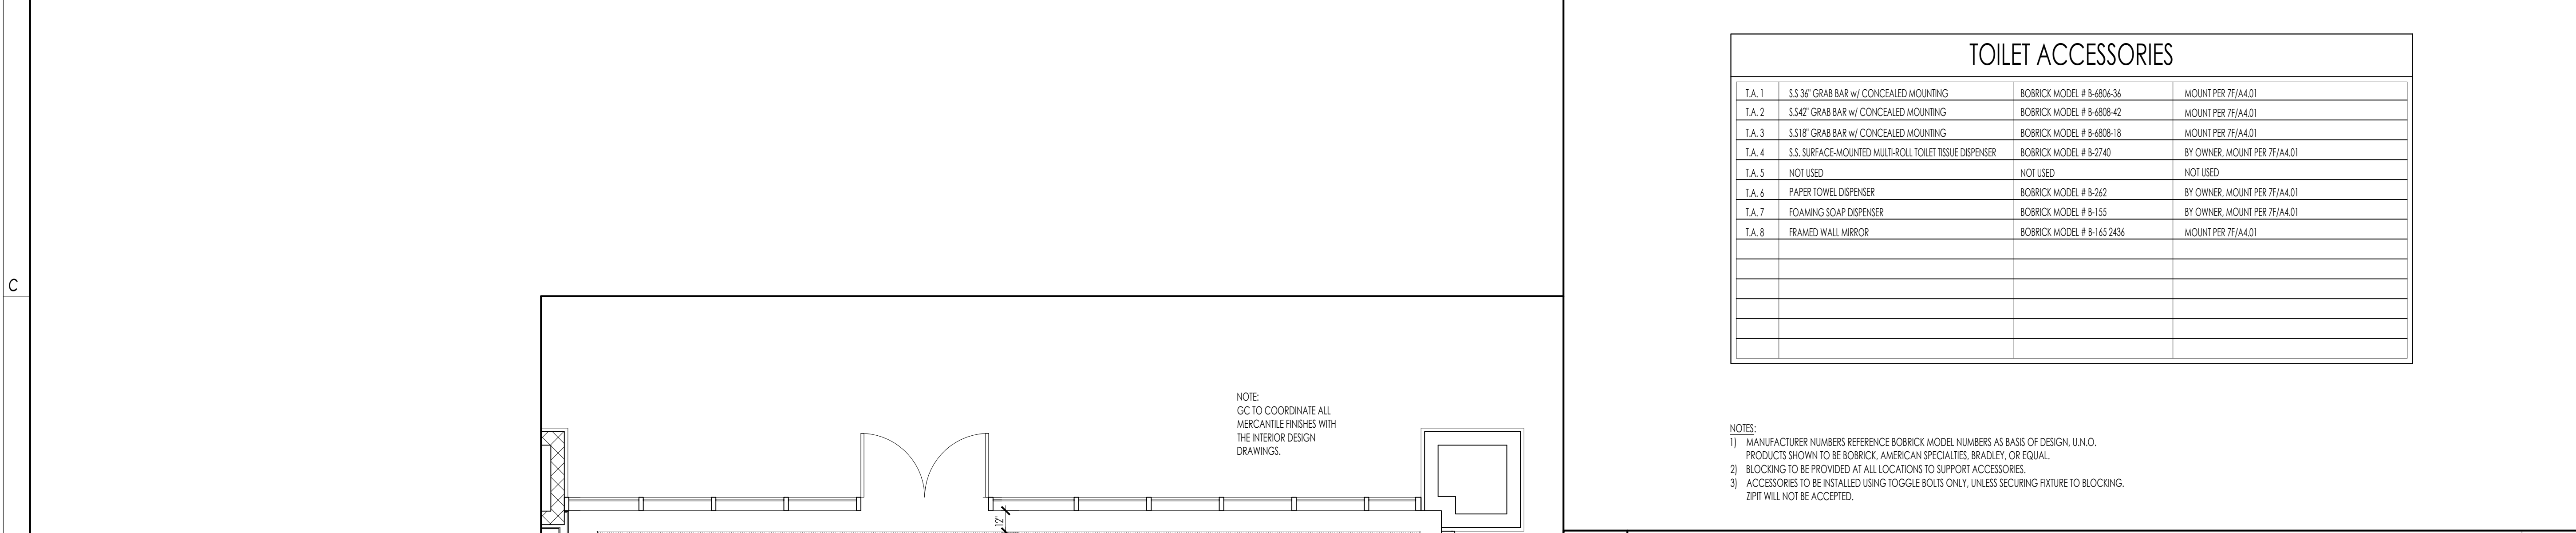 C
NOTE:
GC TO COORDINATE ALL
MERCANTILE FINISHES WITH
THE INTERIOR DESIGN
DRAWINGS.
12"
TOILET ACCESSORIES
T.A. 1 S.S 36" GRAB BAR w/ CONCEALED MOUNTING BOBRICK MODEL # B-6806-36 MOUNT PER 7F/A4.01
T.A. 2 S.S42" GRAB BAR w/ CONCEALED MOUNTING BOBRICK MODEL # B-6808-42 MOUNT PER 7F/A4.01
T.A. 3 S.S18" GRAB BAR w/ CONCEALED MOUNTING BOBRICK MODEL # B-6808-18 MOUNT PER 7F/A4.01
T.A. 4 S.S. SURFACE-MOUNTED MULTI-ROLL TOILET TISSUE DISPENSER BOBRICK MODEL # B-2740 BY OWNER, MOUNT PER 7F/A4.01
T.A. 5 NOT USED NOT USED NOT USED
T.A. 6 PAPER TOWEL DISPENSER BOBRICK MODEL # B-262 BY OWNER, MOUNT PER 7F/A4.01
T.A. 7 FOAMING SOAP DISPENSER BOBRICK MODEL # B-155 BY OWNER, MOUNT PER 7F/A4.01
T.A. 8 FRAMED WALL MIRROR BOBRICK MODEL # B-165 2436 MOUNT PER 7F/A4.01
NOTES:
1) MANUFACTURER NUMBERS REFERENCE BOBRICK MODEL NUMBERS AS BASIS OF DESIGN, U.N.O.
PRODUCTS SHOWN TO BE BOBRICK, AMERICAN SPECIALTIES, BRADLEY, OR EQUAL.
2) BLOCKING TO BE PROVIDED AT ALL LOCATIONS TO SUPPORT ACCESSORIES.
3) ACCESSORIES TO BE INSTALLED USING TOGGLE BOLTS ONLY, UNLESS SECURING FIXTURE TO BLOCKING.
ZIPIT WILL NOT BE ACCEPTED.